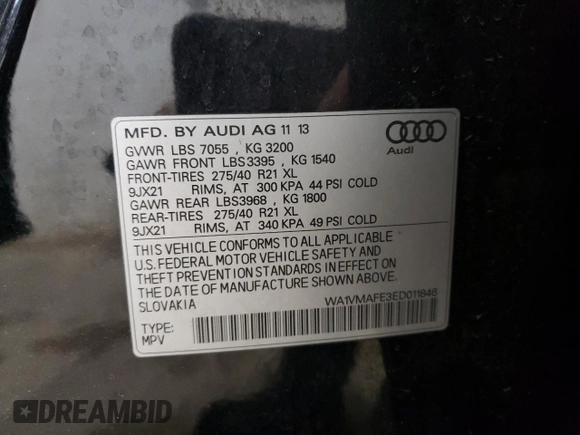 MFD. BY AUDI AG 11 13
GVWR LBS 7055 , KG 3200
GAWR FRONT LBS3395 , KG 1540
FRONT-TIRES 275/40 R21 XL
9JX21 RIMS, AT 300 KPA 44 PSI COLD
GAWR REAR LBS3968 , KG 1800
REAR-TIRES 275/40 R21 XL
9JX21 RIMS, AT 340 KPA 49 PSI COLD
Audi
THIS VEHICLE CONFORMS TO ALL APPLICABLE
U.S. FEDERAL MOTOR VEHICLE SAFETY AND
THEFT PREVENTION STANDARDS IN EFFECT ON
THE DATE OF MANUFACTURE SHOWN ABOVE.
SLOVAKIA
WA1VMAFE3ED011846
TYPE:
MPV
DREAMBID